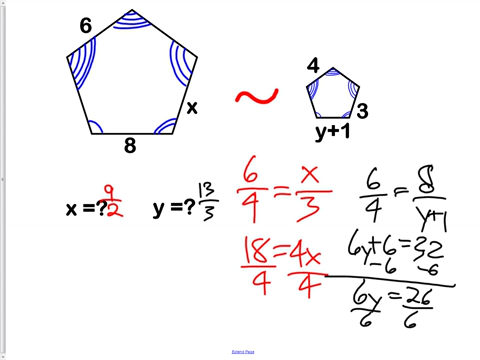 6
x
8
~
4
3
y+1
x =? 9/2
y =? 13/3
6/4 = x/3
18/4 = 4x/4
6/4 = 8/y+1
6y+6 = 32
-6 -6
6y/6 = 26/6
Extend Page